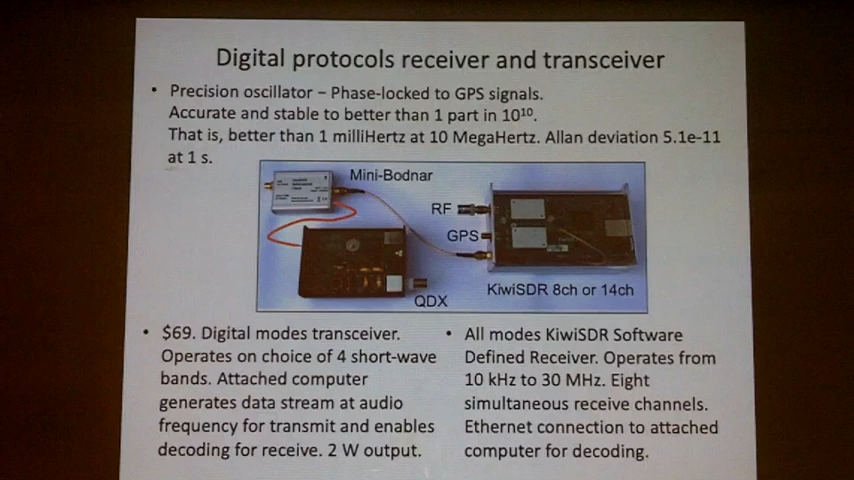 Digital protocols receiver and transceiver
• Precision oscillator – Phase-locked to GPS signals.
Accurate and stable to better than 1 part in 10¹⁰.
That is, better than 1 milliHertz at 10 MegaHertz. Allan deviation 5.1e-11
at 1 s.
Mini-Bodnar
RF
GPS
QDX
KiwiSDR 8ch or 14ch
• $69. Digital modes transceiver.
Operates on choice of 4 short-wave
bands. Attached computer
generates data stream at audio
frequency for transmit and enables
decoding for receive. 2 W output.
• All modes KiwiSDR Software
Defined Receiver. Operates from
10 kHz to 30 MHz. Eight
simultaneous receive channels.
Ethernet connection to attached
computer for decoding.